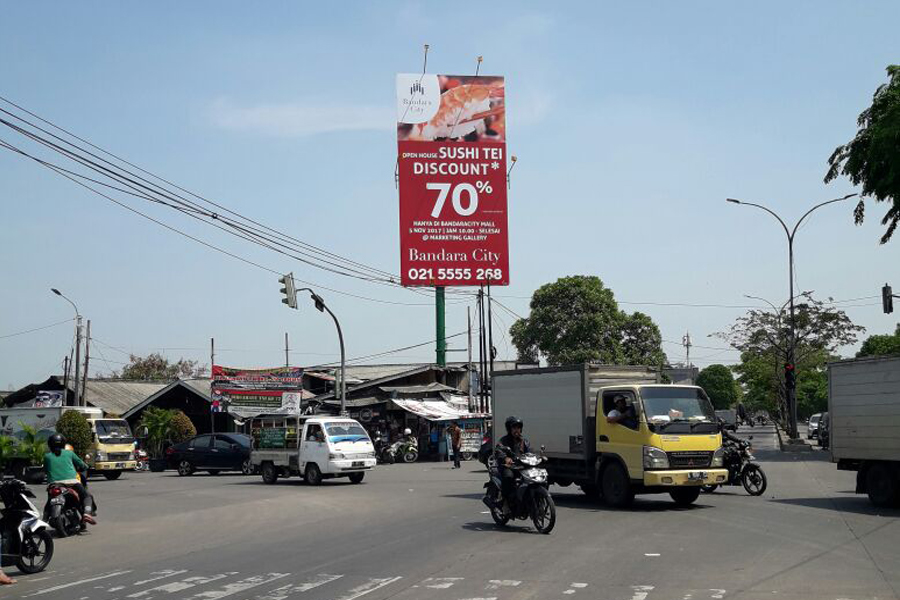 Bandara
City
OPEN HOUSE SUSHI TEI
DISCOUNT*
70%
HANYA DI BANDARACITY MALL
5 NOV 2017 | JAM 10.00 - SELESAI
@ MARKETING GALLERY
Bandara City
021 5555 268